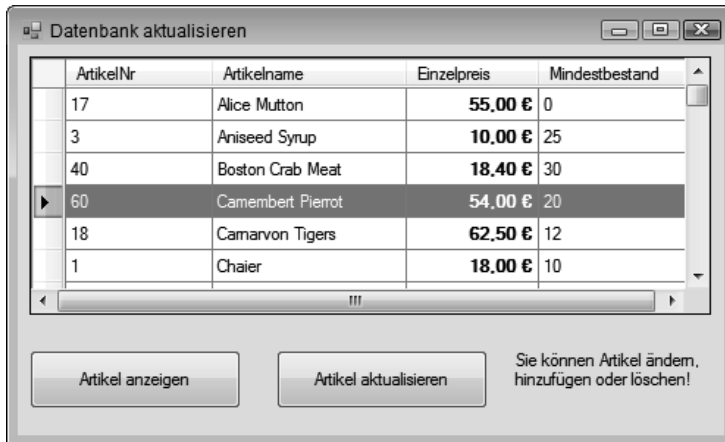 Datenbank aktualisieren
ArtikelNr Artikelname Einzelpreis Mindestbestand
17 Alice Mutton 55,00 € 0
3 Aniseed Syrup 10,00 € 25
40 Boston Crab Meat 18,40 € 30
60 Camembert Pierrot 54,00 € 20
18 Carnarvon Tigers 62,50 € 12
1 Chaier 18,00 € 10
Artikel anzeigen
Artikel aktualisieren
Sie können Artikel ändern,
hinzufügen oder löschen!